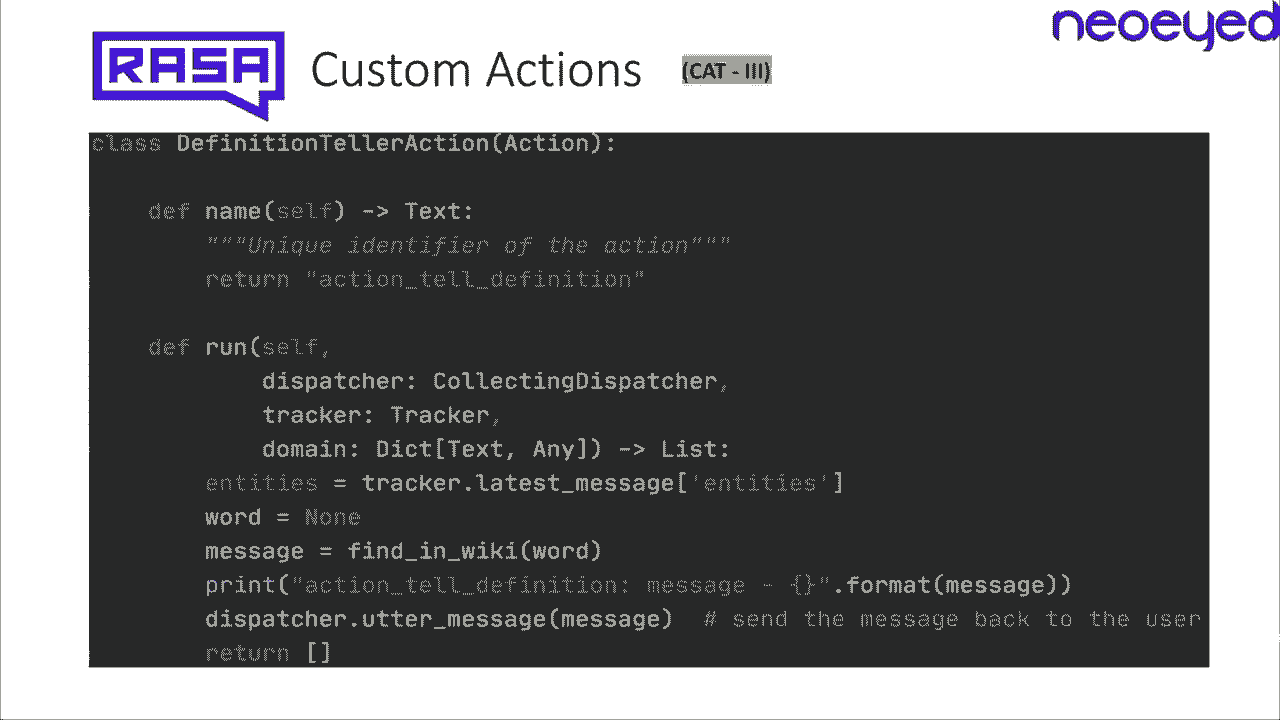 neoeyed
RASA Custom Actions (CAT - III)
class DefinitionTellerAction(Action):
    def name(self) -> Text:
        """Unique identifier of the action"""
        return "action_tell_definition"
    def run(self,
            dispatcher: CollectingDispatcher,
            tracker: Tracker,
            domain: Dict[Text, Any]) -> List:
        entities = tracker.latest_message['entities']
        word = None
        message = find_in_wiki(word)
        print("action_tell_definition: message - {}".format(message))
        dispatcher.utter_message(message)  # send the message back to the user
        return []